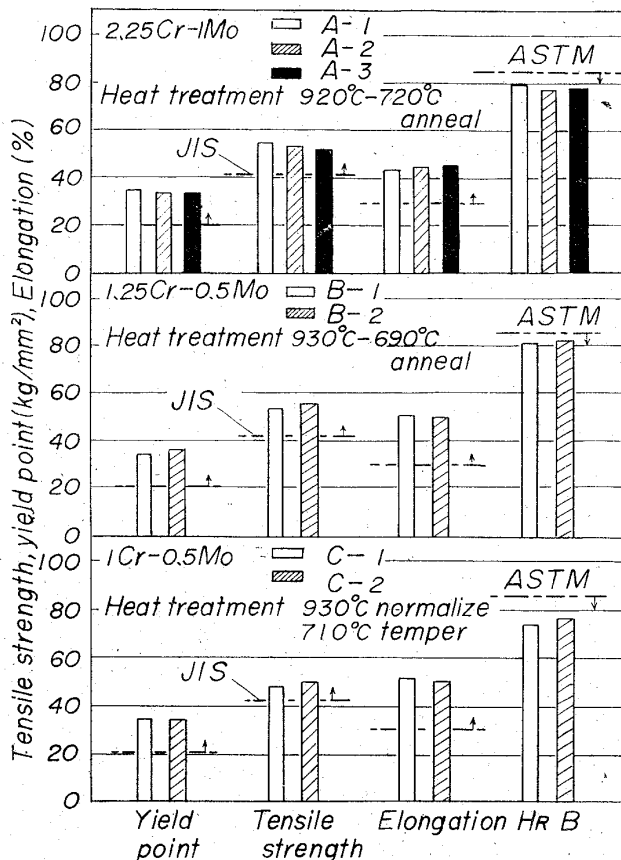 Tensile strength, yield point (kg/mm²), Elongation (%)
100
80
60
40
20
0
2.25Cr-1Mo
A-1
A-2
A-3
ASTM
Heat treatment 920°C-720°C
anneal
JIS
100
80
60
40
20
0
1.25Cr-0.5Mo
B-1
B-2
ASTM
Heat treatment 930°C-690°C
anneal
JIS
100
80
60
40
20
0
1Cr-0.5Mo
C-1
C-2
ASTM
Heat treatment 930°C normalize
710°C temper
JIS
Yield
point
Tensile
strength
Elongation
HR B